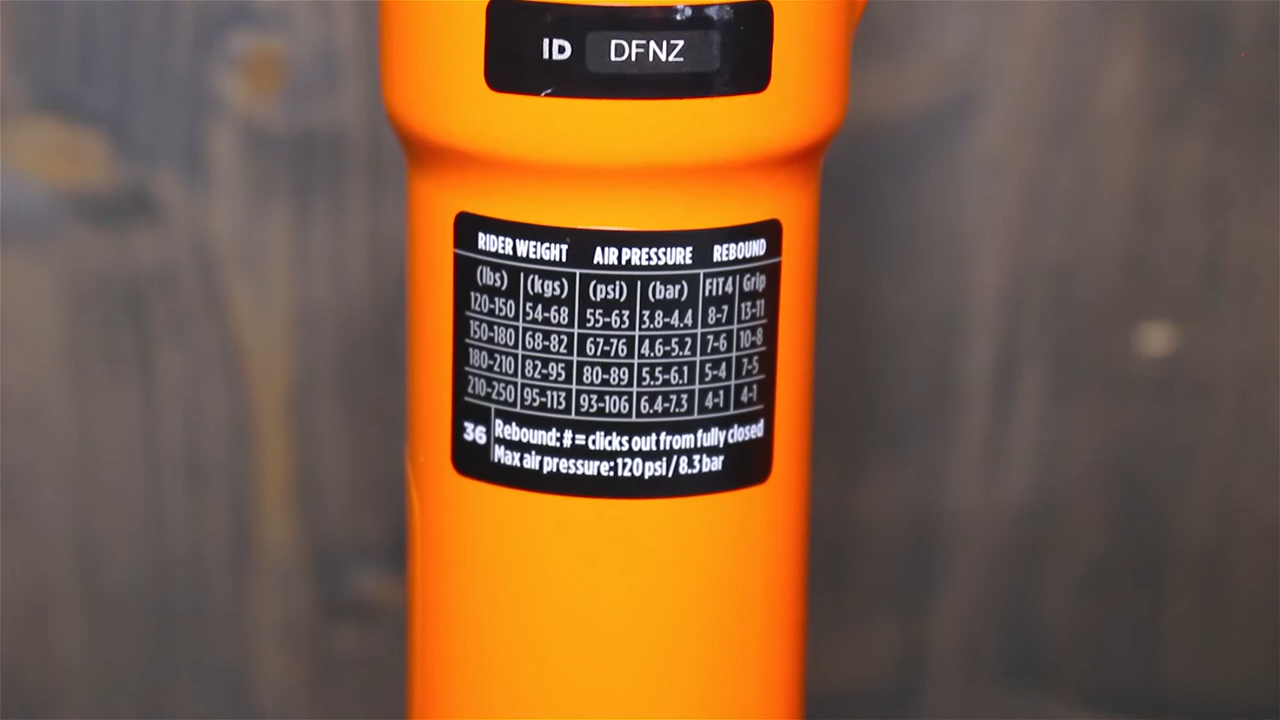 ID DFNZ
RIDER WEIGHT AIR PRESSURE REBOUND
(lbs) (kgs) (psi) (bar) FIT4 Grip
120-150 54-68 55-63 3.8-4.4 8-7 13-11
150-180 68-82 67-76 4.6-5.2 7-6 10-8
180-210 82-95 80-89 5.5-6.1 5-4 7-5
210-250 95-113 93-106 6.4-7.3 4-1 4-1
36 Rebound: # = clicks out from fully closed
Max air pressure: 120 psi / 8.3 bar